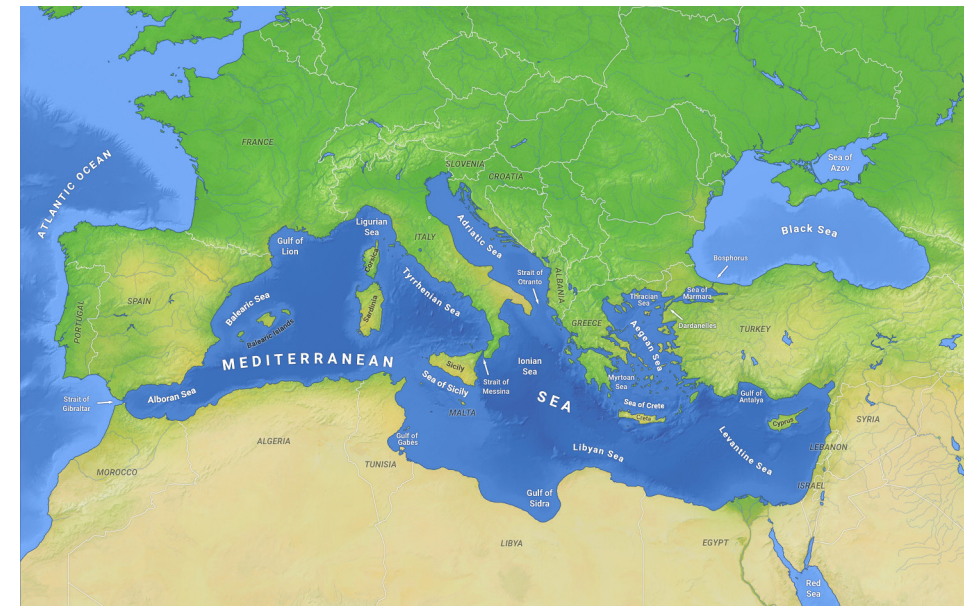 FRANCE
SLOVENIA
CROATIA
Sea of
Azov
ATLANTIC OCEAN
Ligurian
Sea
Gulf of
Lion
ITALY
Adriatic Sea
Black Sea
Corsica
Bosphorus
Strait of
Otranto
ALBANIA
Tyrrhenian Sea
SPAIN
PORTUGAL
Balearic Sea
Sardinia
Balearic Islands
Sea of
Marmara
Thracian
Sea
Dardanelles
GREECE
TURKEY
Aegean Sea
MEDITERRANEAN
Sicily
Ionian
Sea
Strait of
Messina
Sea of Sicily
Myrtoan
Sea
Strait of
Gibraltar
Alboran Sea
SEA
MALTA
Sea of Crete
Crete
Gulf of
Antalya
Cyprus
SYRIA
Gulf of
Gabès
ALGERIA
TUNISIA
MOROCCO
Libyan Sea
Levantine Sea
LEBANON
ISRAEL
Gulf of
Sidra
LIBYA
EGYPT
Red
Sea